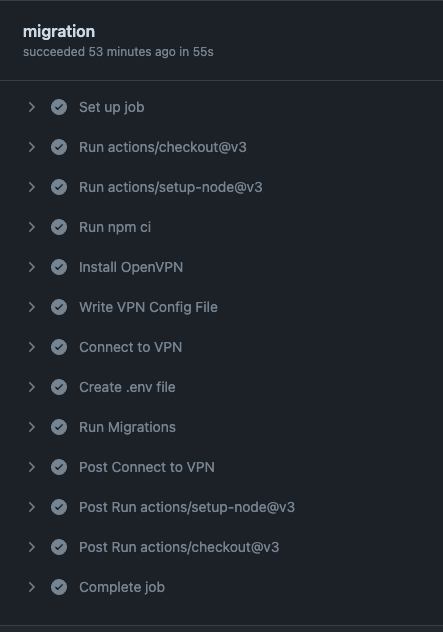 migration
succeeded 53 minutes ago in 55s
Set up job
Run actions/checkout@v3
Run actions/setup-node@v3
Run npm ci
Install OpenVPN
Write VPN Config File
Connect to VPN
Create .env file
Run Migrations
Post Connect to VPN
Post Run actions/setup-node@v3
Post Run actions/checkout@v3
Complete job